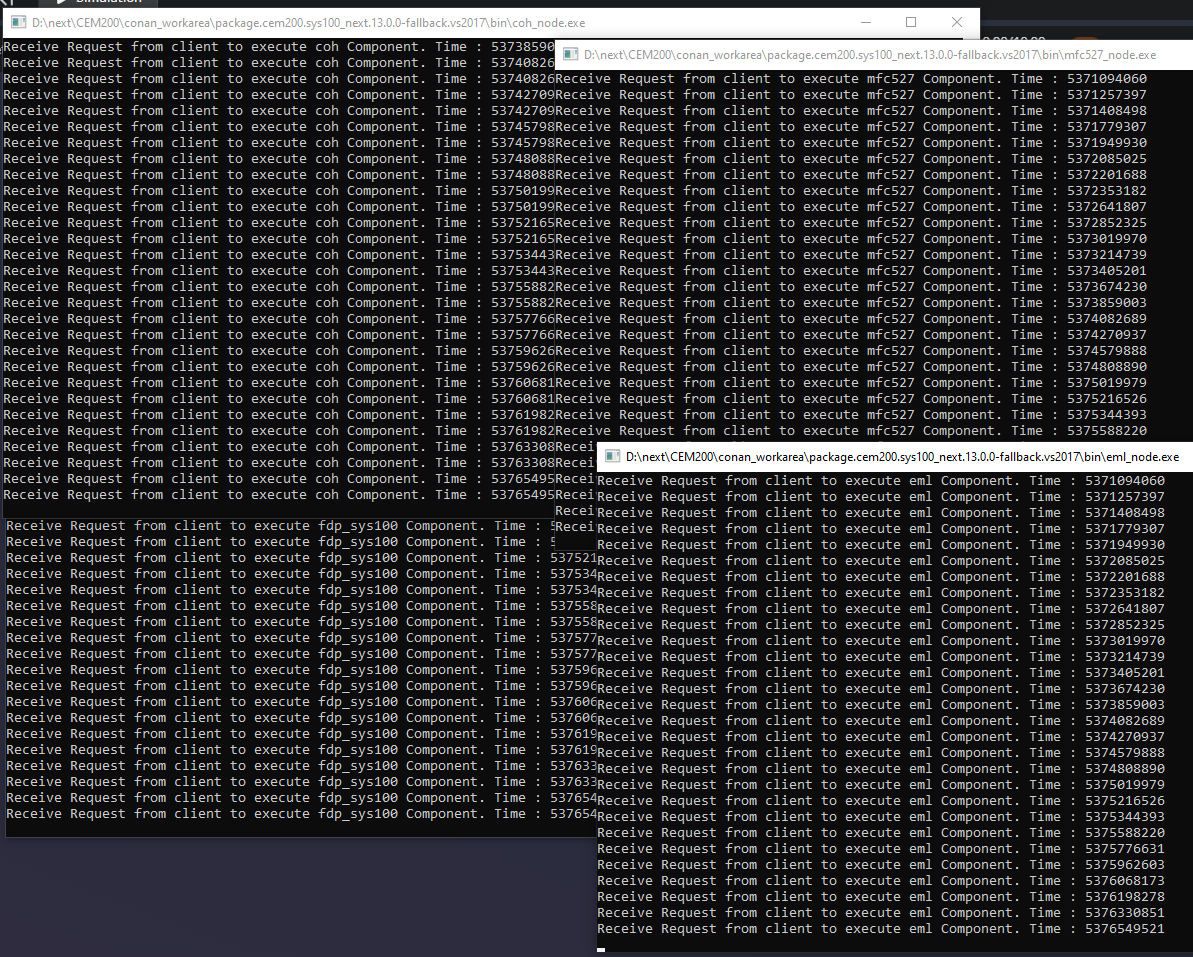 Simulation
D:\next\CEM200\conan_workarea\package.cem200.sys100_next.13.0.0-fallback.vs2017\bin\coh_node.exe
Receive Request from client to execute coh Component. Time : 53738590
Receive Request from client to execute coh Component. Time : 53740826
Receive Request from client to execute coh Component. Time : 53740826
Receive Request from client to execute coh Component. Time : 53742709
Receive Request from client to execute coh Component. Time : 53742709
Receive Request from client to execute coh Component. Time : 53745798
Receive Request from client to execute coh Component. Time : 53745798
Receive Request from client to execute coh Component. Time : 53748088
Receive Request from client to execute coh Component. Time : 53748088
Receive Request from client to execute coh Component. Time : 53750199
Receive Request from client to execute coh Component. Time : 53750199
Receive Request from client to execute coh Component. Time : 53752165
Receive Request from client to execute coh Component. Time : 53752165
Receive Request from client to execute coh Component. Time : 53753443
Receive Request from client to execute coh Component. Time : 53753443
Receive Request from client to execute coh Component. Time : 53755882
Receive Request from client to execute coh Component. Time : 53755882
Receive Request from client to execute coh Component. Time : 53757766
Receive Request from client to execute coh Component. Time : 53757766
Receive Request from client to execute coh Component. Time : 53759626
Receive Request from client to execute coh Component. Time : 53759626
Receive Request from client to execute coh Component. Time : 53760681
Receive Request from client to execute coh Component. Time : 53760681
Receive Request from client to execute coh Component. Time : 53761982
Receive Request from client to execute coh Component. Time : 53761982
Receive Request from client to execute coh Component. Time : 53763308
Receive Request from client to execute coh Component. Time : 53763308
Receive Request from client to execute coh Component. Time : 53765495
Receive Request from client to execute coh Component. Time : 53765495
D:\next\CEM200\conan_workarea\package.cem200.sys100_next.13.0.0-fallback.vs2017\bin\mfc527_node.exe
Receive Request from client to execute mfc527 Component. Time : 5371094060
Receive Request from client to execute mfc527 Component. Time : 5371257397
Receive Request from client to execute mfc527 Component. Time : 5371408498
Receive Request from client to execute mfc527 Component. Time : 5371779307
Receive Request from client to execute mfc527 Component. Time : 5371949930
Receive Request from client to execute mfc527 Component. Time : 5372085025
Receive Request from client to execute mfc527 Component. Time : 5372201688
Receive Request from client to execute mfc527 Component. Time : 5372353182
Receive Request from client to execute mfc527 Component. Time : 5372641807
Receive Request from client to execute mfc527 Component. Time : 5372852325
Receive Request from client to execute mfc527 Component. Time : 5373019970
Receive Request from client to execute mfc527 Component. Time : 5373214739
Receive Request from client to execute mfc527 Component. Time : 5373405201
Receive Request from client to execute mfc527 Component. Time : 5373674230
Receive Request from client to execute mfc527 Component. Time : 5373859003
Receive Request from client to execute mfc527 Component. Time : 5374082689
Receive Request from client to execute mfc527 Component. Time : 5374270937
Receive Request from client to execute mfc527 Component. Time : 5374579888
Receive Request from client to execute mfc527 Component. Time : 5374808890
Receive Request from client to execute mfc527 Component. Time : 5375019979
Receive Request from client to execute mfc527 Component. Time : 5375216526
Receive Request from client to execute mfc527 Component. Time : 5375344393
Receive Request from client to execute mfc527 Component. Time : 5375588220
Recei
Recei
Recei
Recei
Recei
Recei
Receive Request from client to execute fdp_sys100 Component. Time : 5
Receive Request from client to execute fdp_sys100 Component. Time : 5
Receive Request from client to execute fdp_sys100 Component. Time : 537521
Receive Request from client to execute fdp_sys100 Component. Time : 537534
Receive Request from client to execute fdp_sys100 Component. Time : 537534
Receive Request from client to execute fdp_sys100 Component. Time : 537558
Receive Request from client to execute fdp_sys100 Component. Time : 537558
Receive Request from client to execute fdp_sys100 Component. Time : 537577
Receive Request from client to execute fdp_sys100 Component. Time : 537577
Receive Request from client to execute fdp_sys100 Component. Time : 537596
Receive Request from client to execute fdp_sys100 Component. Time : 537596
Receive Request from client to execute fdp_sys100 Component. Time : 537606
Receive Request from client to execute fdp_sys100 Component. Time : 537606
Receive Request from client to execute fdp_sys100 Component. Time : 537619
Receive Request from client to execute fdp_sys100 Component. Time : 537619
Receive Request from client to execute fdp_sys100 Component. Time : 537633
Receive Request from client to execute fdp_sys100 Component. Time : 537633
Receive Request from client to execute fdp_sys100 Component. Time : 537654
Receive Request from client to execute fdp_sys100 Component. Time : 537654
D:\next\CEM200\conan_workarea\package.cem200.sys100_next.13.0.0-fallback.vs2017\bin\eml_node.exe
Receive Request from client to execute eml Component. Time : 5371094060
Receive Request from client to execute eml Component. Time : 5371257397
Receive Request from client to execute eml Component. Time : 5371408498
Receive Request from client to execute eml Component. Time : 5371779307
Receive Request from client to execute eml Component. Time : 5371949930
Receive Request from client to execute eml Component. Time : 5372085025
Receive Request from client to execute eml Component. Time : 5372201688
Receive Request from client to execute eml Component. Time : 5372353182
Receive Request from client to execute eml Component. Time : 5372641807
Receive Request from client to execute eml Component. Time : 5372852325
Receive Request from client to execute eml Component. Time : 5373019970
Receive Request from client to execute eml Component. Time : 5373214739
Receive Request from client to execute eml Component. Time : 5373405201
Receive Request from client to execute eml Component. Time : 5373674230
Receive Request from client to execute eml Component. Time : 5373859003
Receive Request from client to execute eml Component. Time : 5374082689
Receive Request from client to execute eml Component. Time : 5374270937
Receive Request from client to execute eml Component. Time : 5374579888
Receive Request from client to execute eml Component. Time : 5374808890
Receive Request from client to execute eml Component. Time : 5375019979
Receive Request from client to execute eml Component. Time : 5375216526
Receive Request from client to execute eml Component. Time : 5375344393
Receive Request from client to execute eml Component. Time : 5375588220
Receive Request from client to execute eml Component. Time : 5375776631
Receive Request from client to execute eml Component. Time : 5375962603
Receive Request from client to execute eml Component. Time : 5376068173
Receive Request from client to execute eml Component. Time : 5376198278
Receive Request from client to execute eml Component. Time : 5376330851
Receive Request from client to execute eml Component. Time : 5376549521